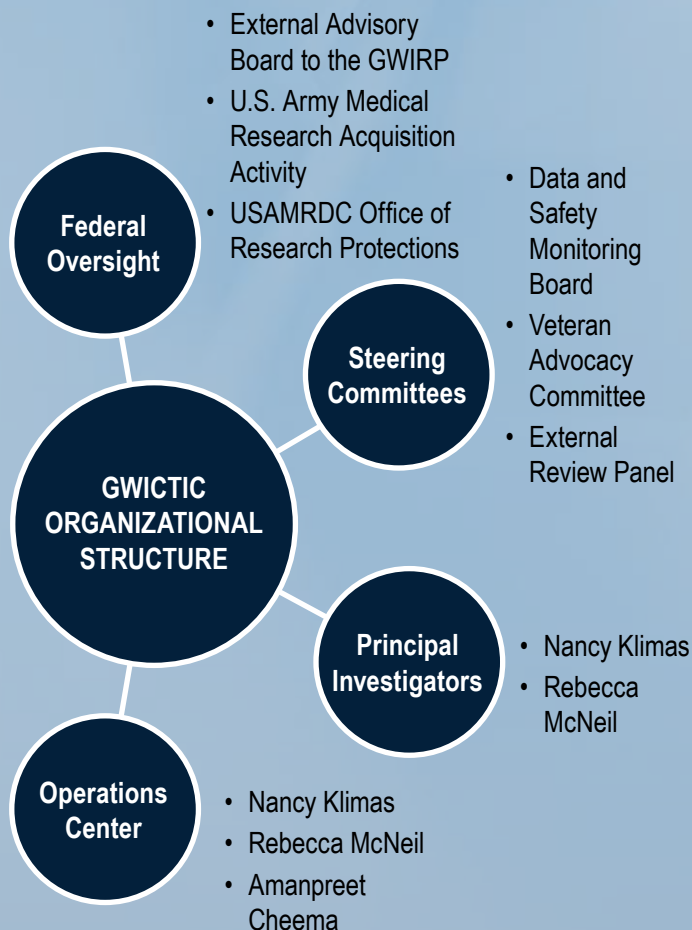 • External Advisory
Board to the GWIRP
• U.S. Army Medical
Research Acquisition
Activity
• USAMRDC Office of
Research Protections
Federal
Oversight
• Data and
Safety
Monitoring
Board
• Veteran
Advocacy
Committee
• External
Review Panel
Steering
Committees
GWICTIC
ORGANIZATIONAL
STRUCTURE
Principal
Investigators
• Nancy Klimas
• Rebecca
McNeil
Operations
Center
• Nancy Klimas
• Rebecca McNeil
• Amanpreet
Cheema